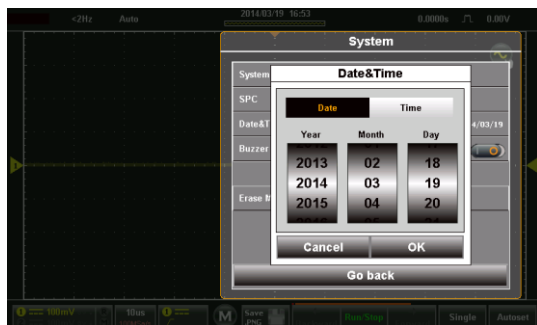 <2Hz Auto 2014/03/19 16:53 0.0000s 0.00V
System
System
Date&Time
SPC
Date Time
Date&T 4/03/19
Year Month Day
Buzzer
2013 02 18
2014 03 19
Erase M
2015 04 20
Cancel OK
Go back
100mV 10us M Save PNG Run/Stop Single Autoset